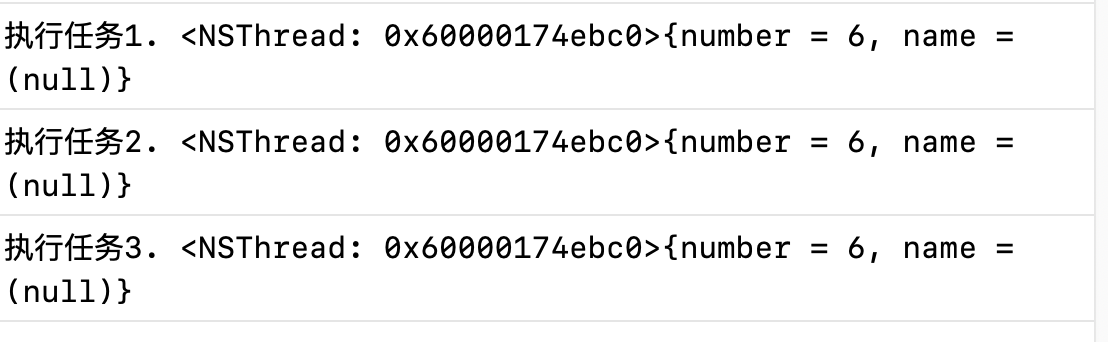 执行任务1. <NSThread: 0x60000174ebc0>{number = 6, name =
(null)}
执行任务2. <NSThread: 0x60000174ebc0>{number = 6, name =
(null)}
执行任务3. <NSThread: 0x60000174ebc0>{number = 6, name =
(null)}